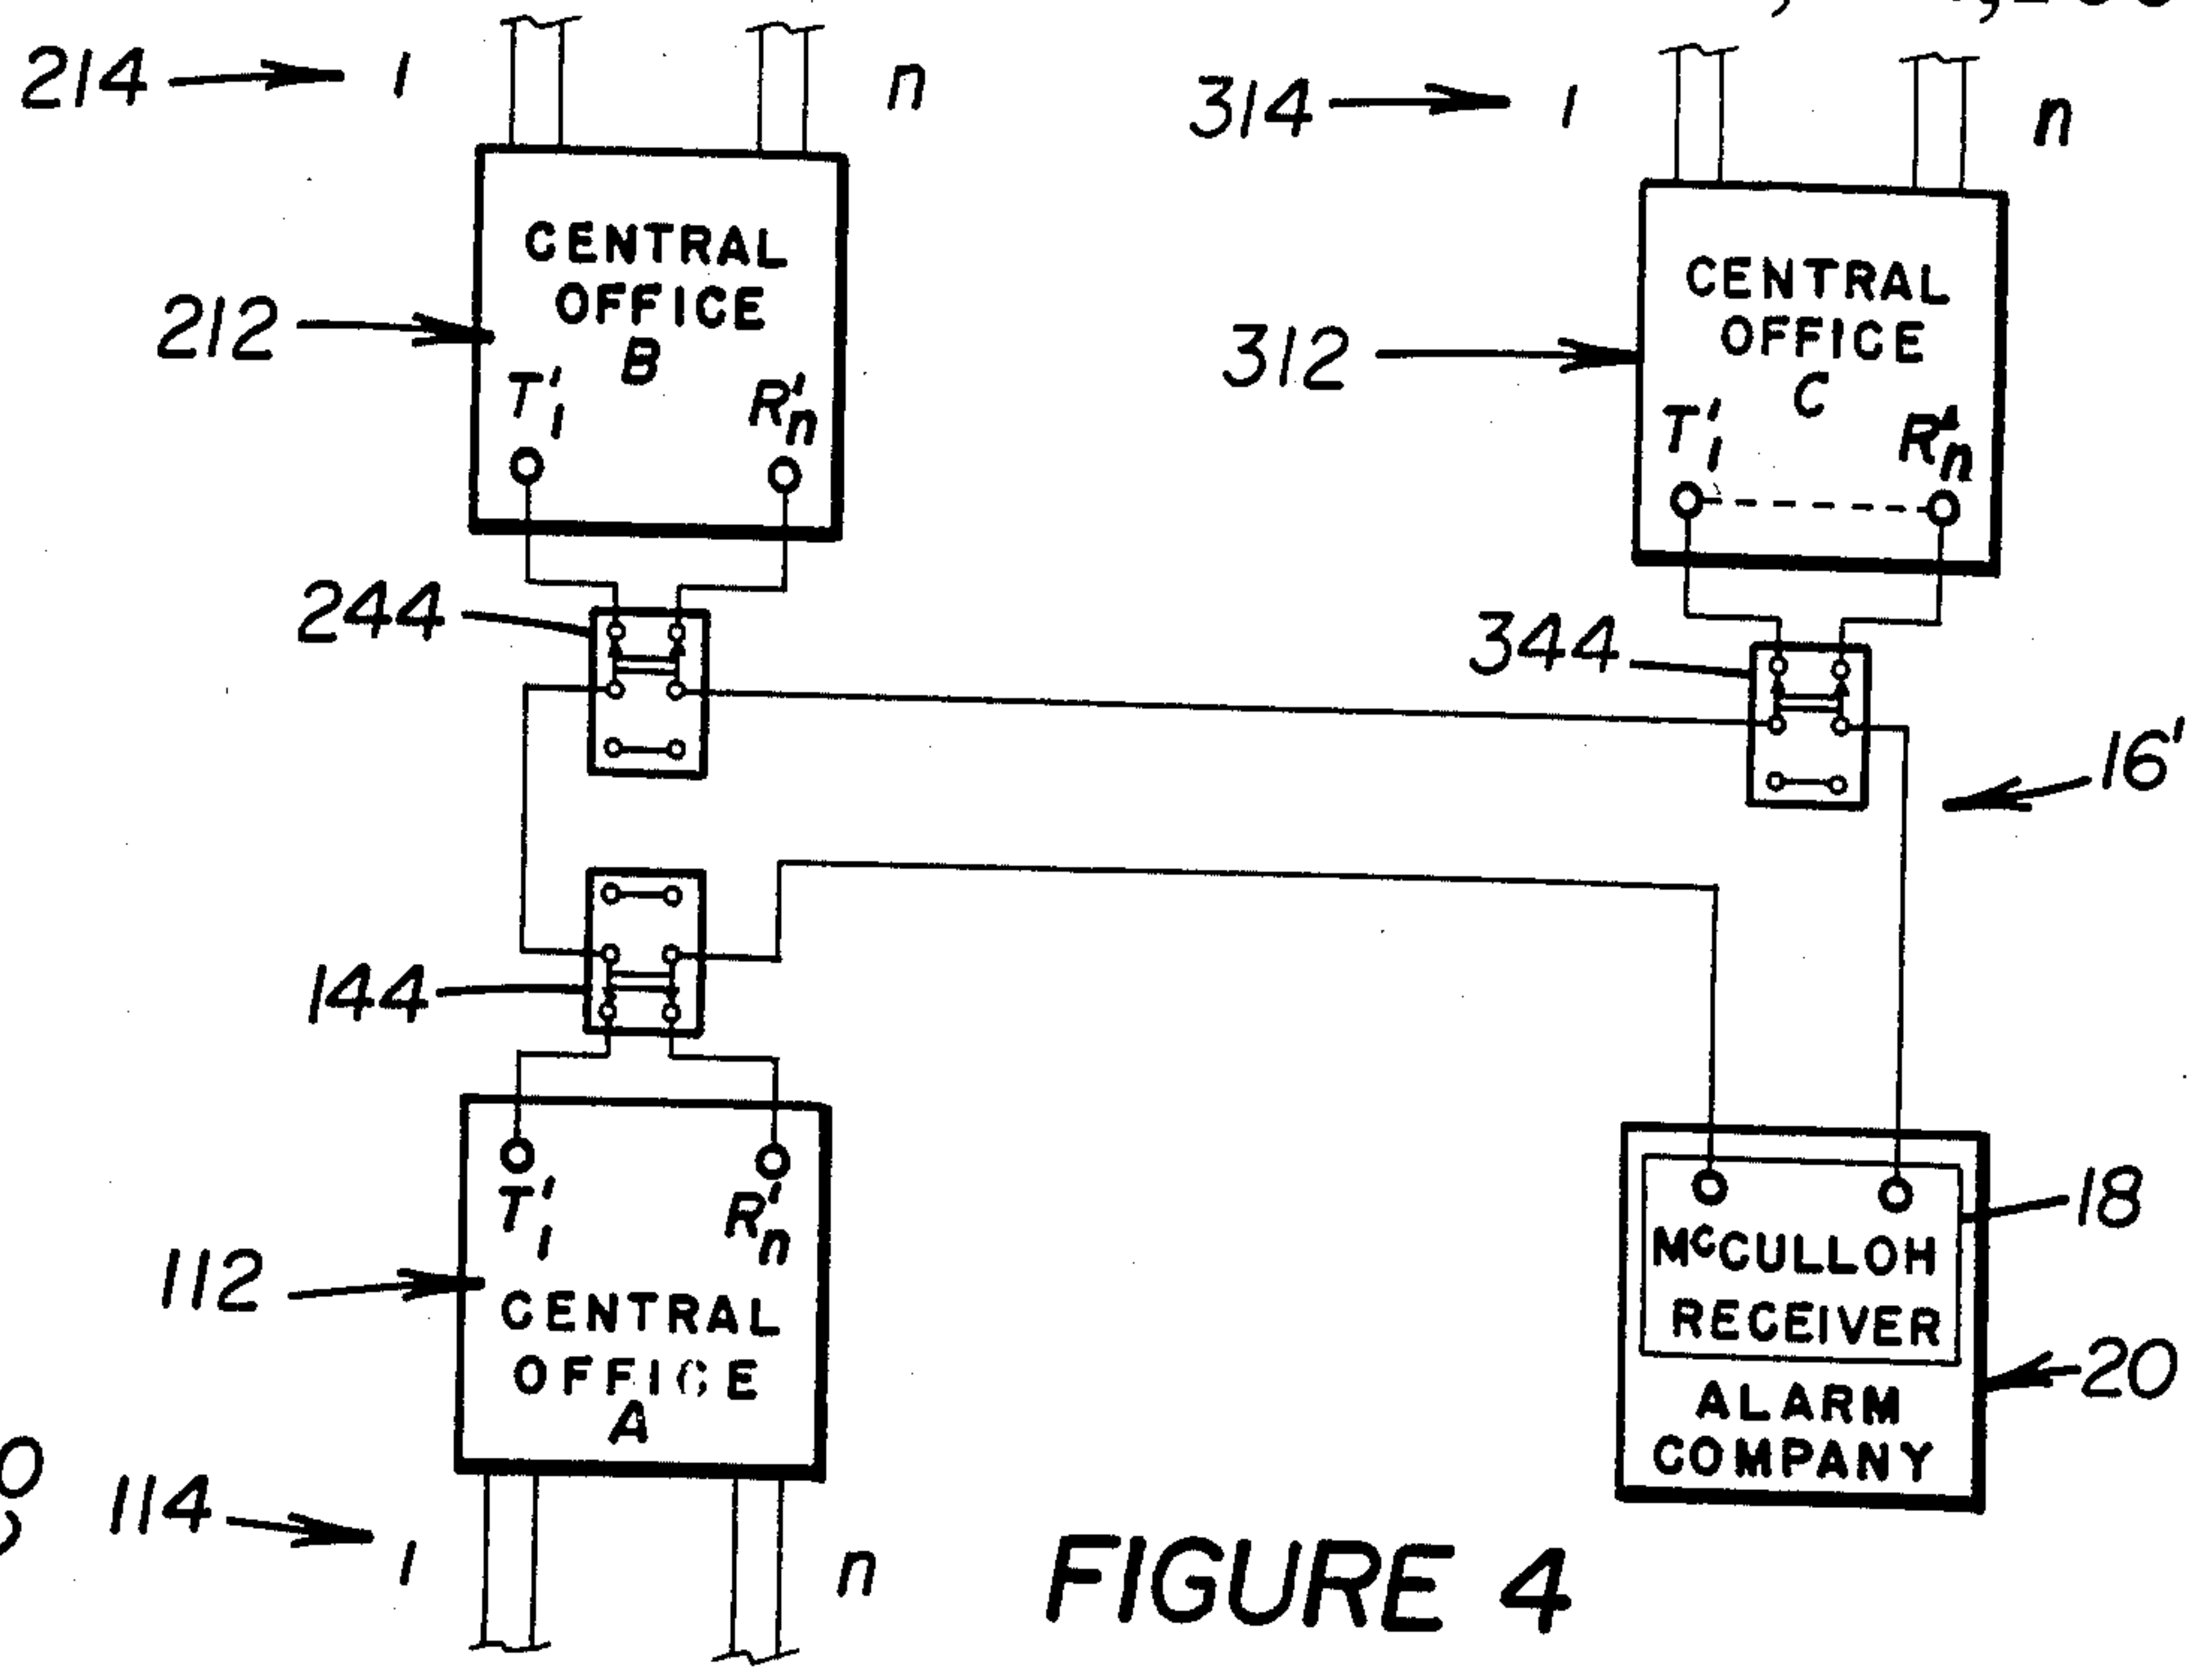 214 1 n
314 1 n
CENTRAL
OFFICE
B
212
T'1 R'n
CENTRAL
OFFICE
C
312
T'1 R'n
244
344
16'
144
T'1 R'n
112
CENTRAL
OFFICE
A
18
McCULLOH
RECEIVER
20
ALARM
COMPANY
114 1 n
FIGURE 4